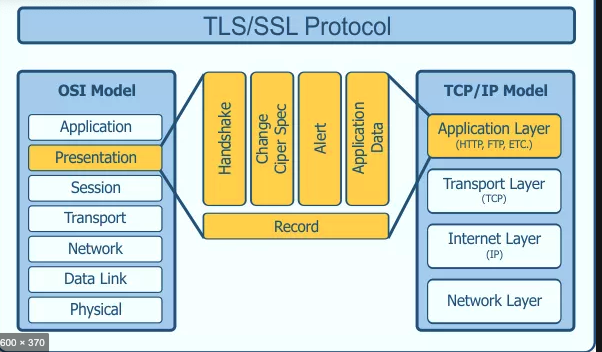 TLS/SSL Protocol
OSI Model
Application
Presentation
Session
Transport
Network
Data Link
Physical
Handshake
Change
Ciper Spec
Alert
Application
Data
Record
TCP/IP Model
Application Layer
(HTTP, FTP, ETC.)
Transport Layer
(TCP)
Internet Layer
(IP)
Network Layer
600 × 370